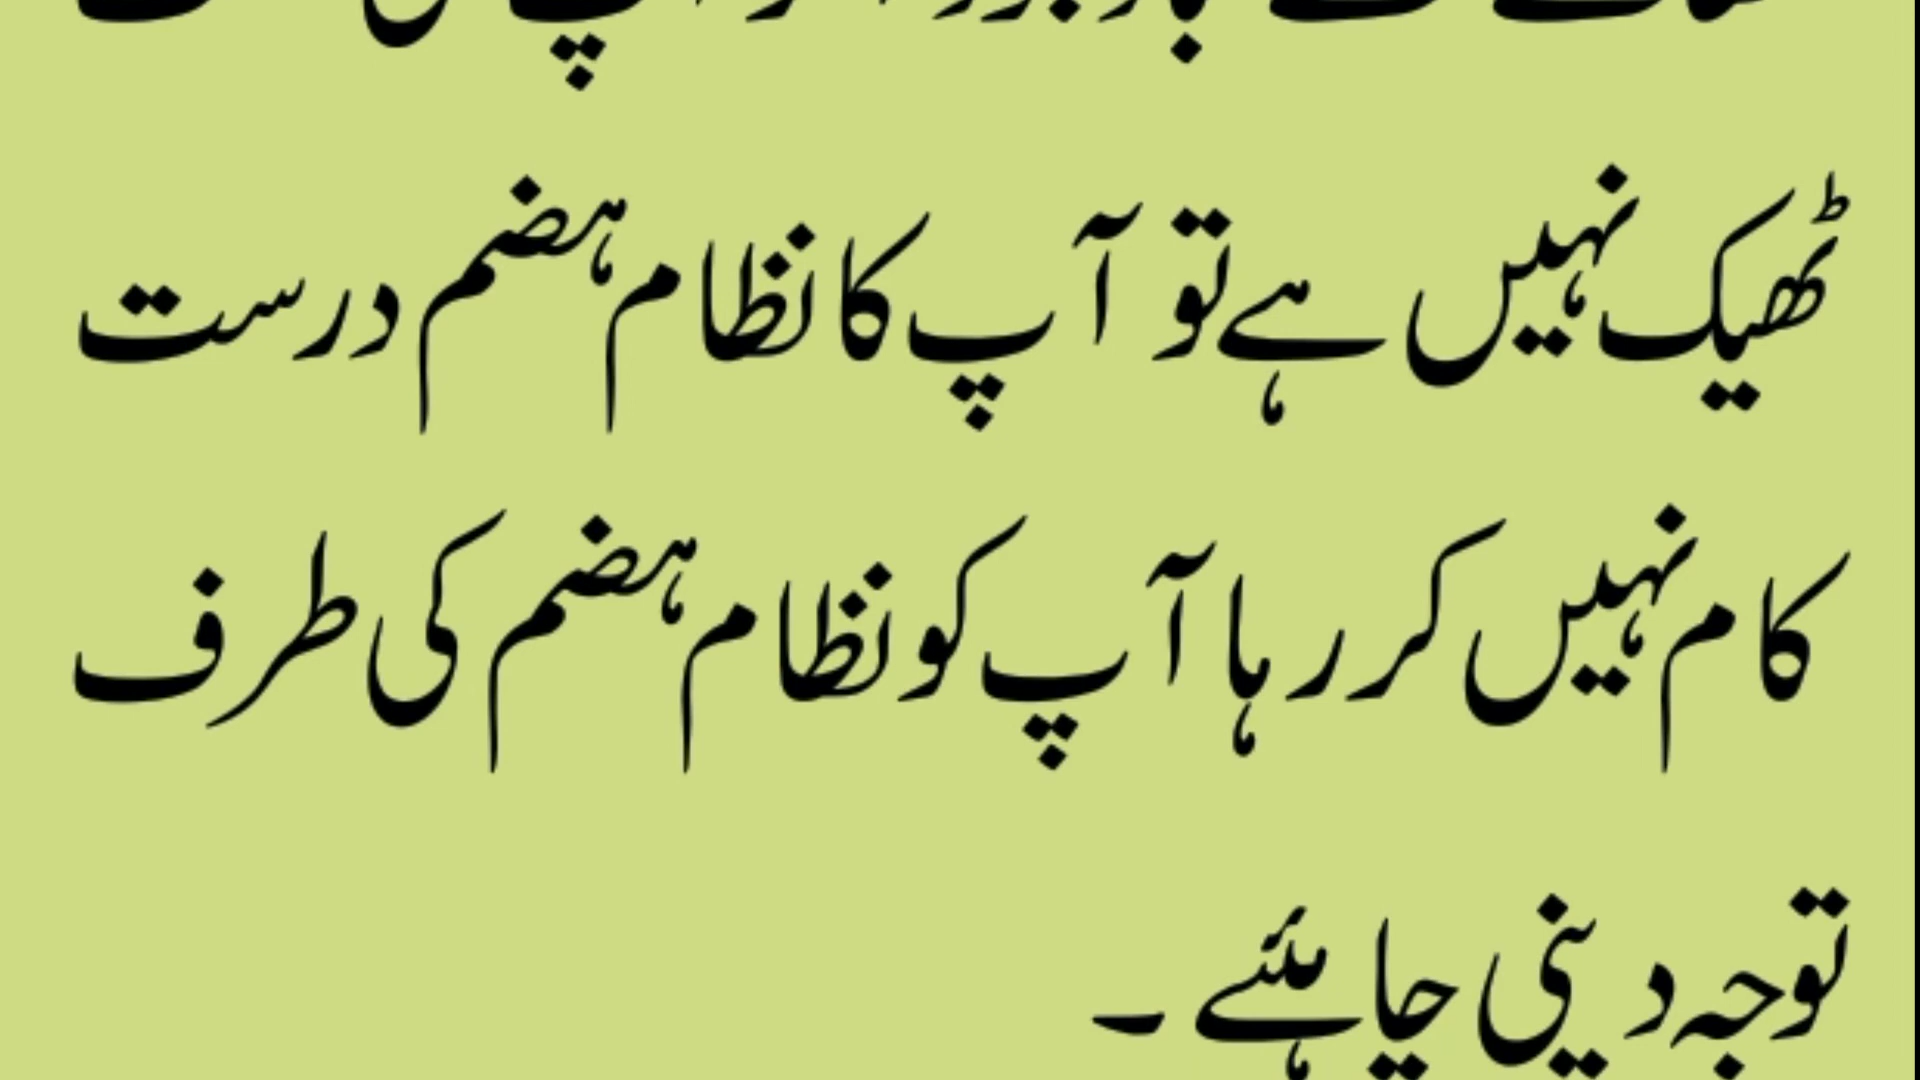 ٹھیک نہیں ہے تو آپ کا نظام ہضم درست
کام نہیں کر رہا آپ کو نظام ہضم کی طرف
توجہ دینی چاہئے ۔